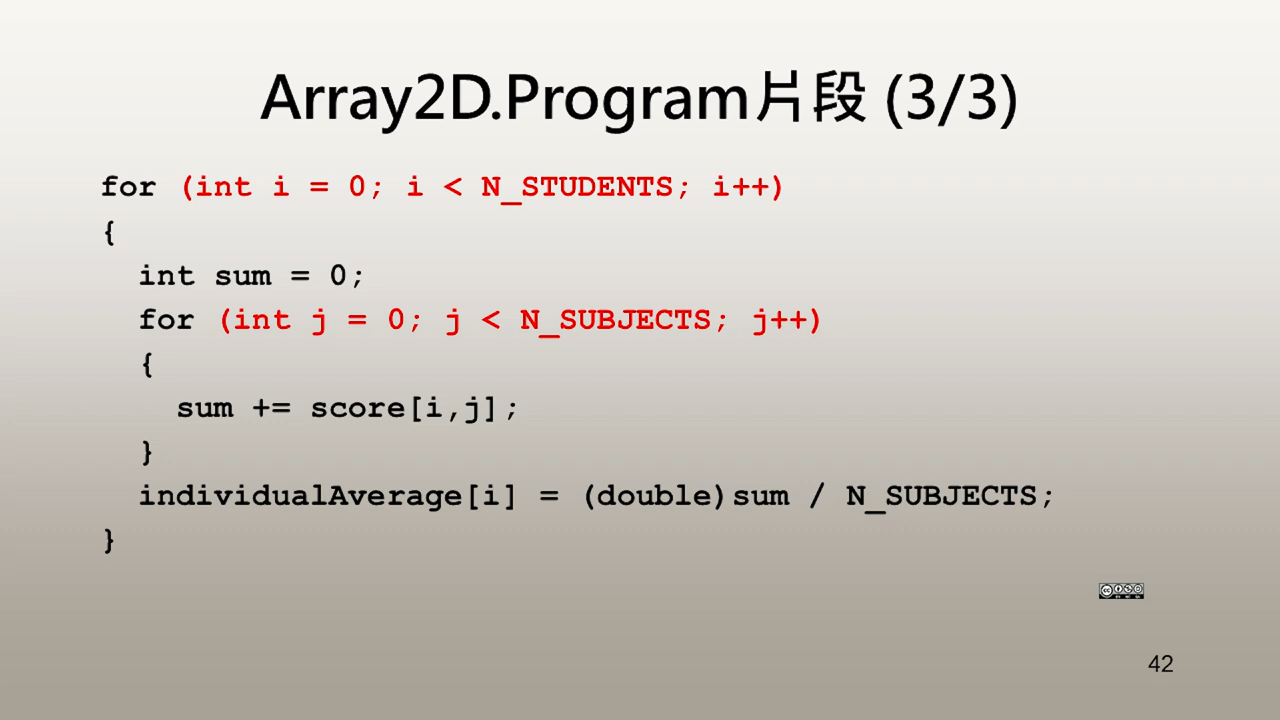 Array2D.Program片段 (3/3)
for (int i = 0; i < N_STUDENTS; i++)
{
int sum = 0;
for (int j = 0; j < N_SUBJECTS; j++)
{
sum += score[i,j];
}
individualAverage[i] = (double)sum / N_SUBJECTS;
}
42